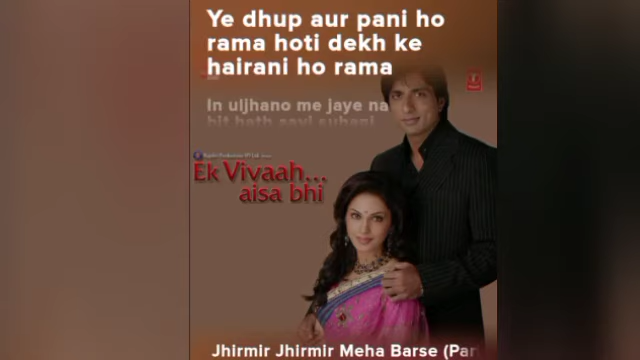 Ye dhup aur pani ho
rama hoti dekh ke
hairani ho rama
In uljhano me jaye na
Ek Vivaah...
aisa bhi
Jhirmir Jhirmir Meha Barse (Par